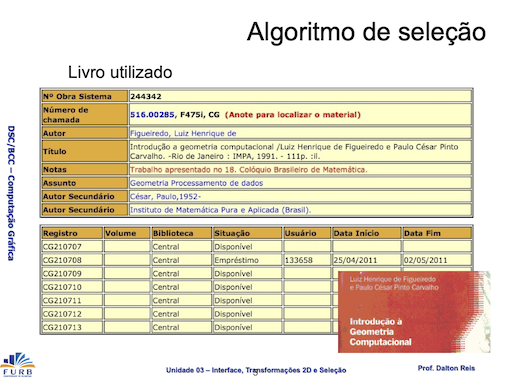 Algoritmo de seleção
Livro utilizado
DSC/BCC – Computação Gráfica
Nº Obra Sistema 244342
Número de chamada 516.00285, F475i, CG (Anote para localizar o material)
Autor Figueiredo, Luiz Henrique de
Título Introdução a geometria computacional /Luiz Henrique de Figueiredo e Paulo César Pinto
Carvalho. -Rio de Janeiro : IMPA, 1991. - 111p. :il.
Notas Trabalho apresentado no 18. Colóquio Brasileiro de Matemática.
Assunto Geometria Processamento de dados
Autor Secundário César, Paulo,1952-
Autor Secundário Instituto de Matemática Pura e Aplicada (Brasil).
Registro Volume Biblioteca Situação Usuário Data Início Data Fim
CG210707 Central Disponível
CG210708 Central Empréstimo 133658 25/04/2011 02/05/2011
CG210709 Central Disponível
CG210710 Central Disponível
CG210711 Central Disponível
CG210712 Central Disponível
CG210713 Central Disponível
Luiz Henrique de Figueiredo
e Paulo César Pinto Carvalho
Introdução à
Geometria
Computacional
FURB
Unidade 03 – Interface, Transformações 2D e Seleção
Prof. Dalton Reis